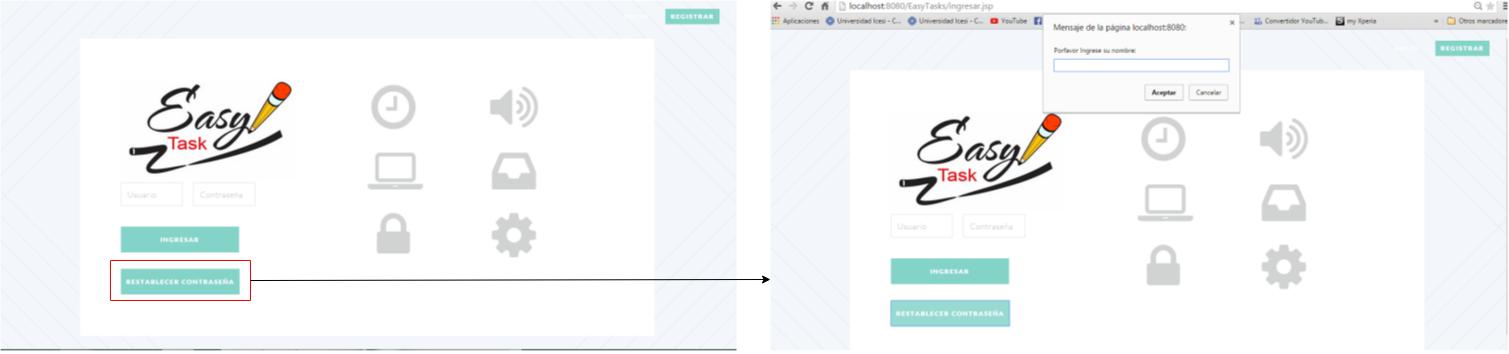 REGISTRAR
Easy
Task
Usuario
Contraseña
INGRESAR
RESTABLECER CONTRASEÑA
localhost:8080/EasyTasks/ingresar.jsp
Aplicaciones
Universidad Icesi - C...
Universidad Icesi - C...
YouTube
Convertidor YouTub...
my Xperia
»
Otros marcadore
Mensaje de la página localhost:8080:
Porfavor Ingrese su nombre:
Aceptar
Cancelar
REGISTRAR
Easy
Task
Usuario
Contraseña
INGRESAR
RESTABLECER CONTRASEÑA